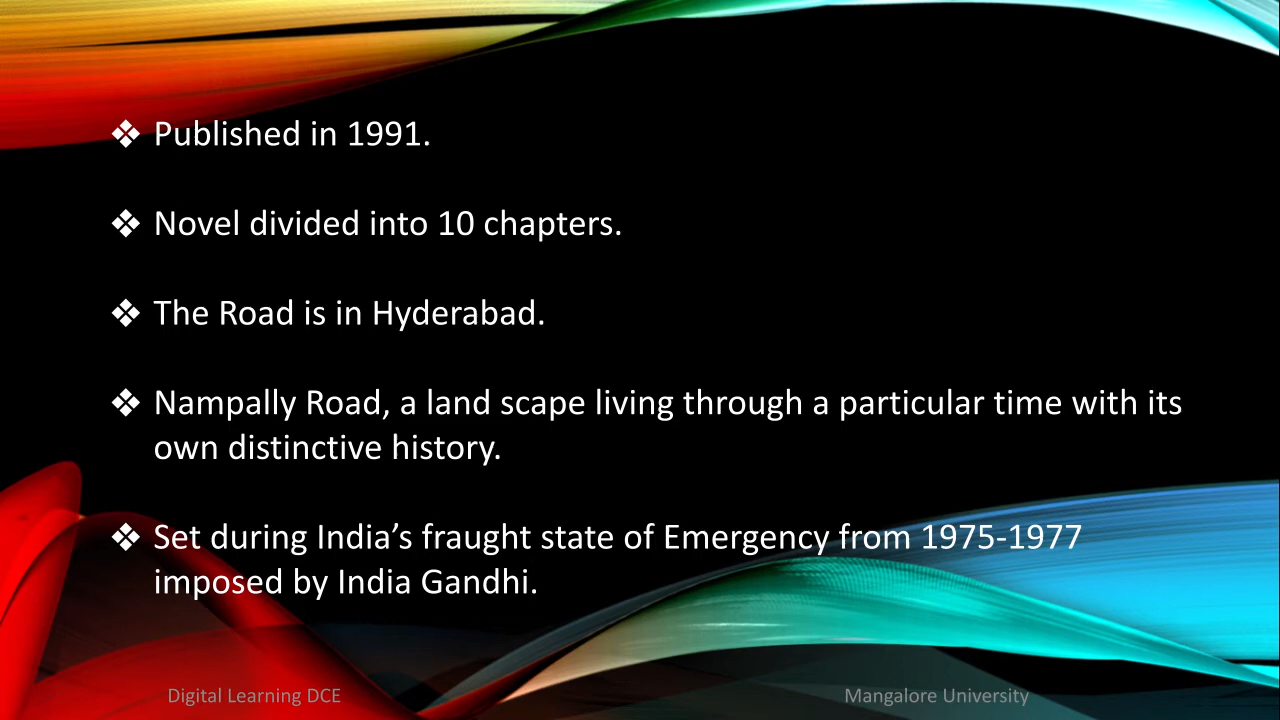 ❖ Published in 1991.
❖ Novel divided into 10 chapters.
❖ The Road is in Hyderabad.
❖ Nampally Road, a land scape living through a particular time with its
own distinctive history.
❖ Set during India’s fraught state of Emergency from 1975-1977
imposed by India Gandhi.
Digital Learning DCE
Mangalore University